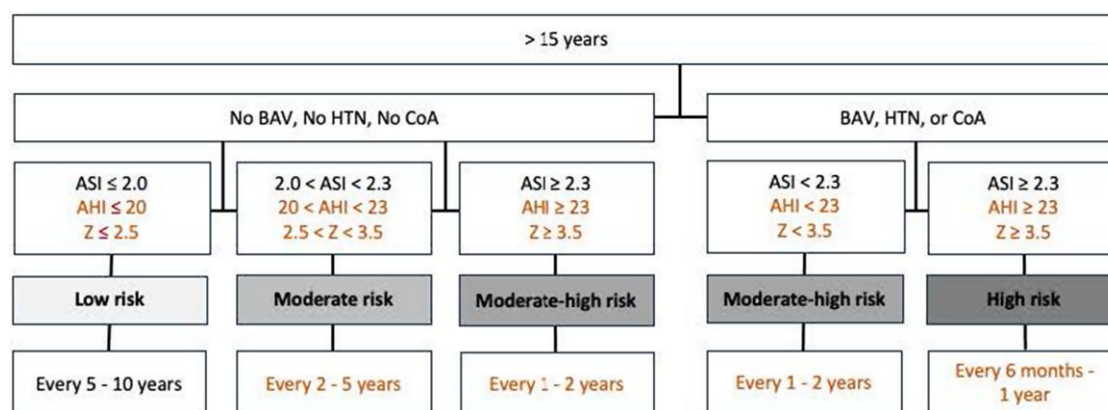 > 15 years
No BAV, No HTN, No CoA
BAV, HTN, or CoA
ASI ≤ 2.0
AHI ≤ 20
Z ≤ 2.5
2.0 < ASI < 2.3
20 < AHI < 23
2.5 < Z < 3.5
ASI ≥ 2.3
AHI ≥ 23
Z ≥ 3.5
ASI < 2.3
AHI < 23
Z < 3.5
ASI ≥ 2.3
AHI ≥ 23
Z ≥ 3.5
Low risk
Moderate risk
Moderate-high risk
Moderate-high risk
High risk
Every 5 - 10 years
Every 2 - 5 years
Every 1 - 2 years
Every 1 - 2 years
Every 6 months -
1 year